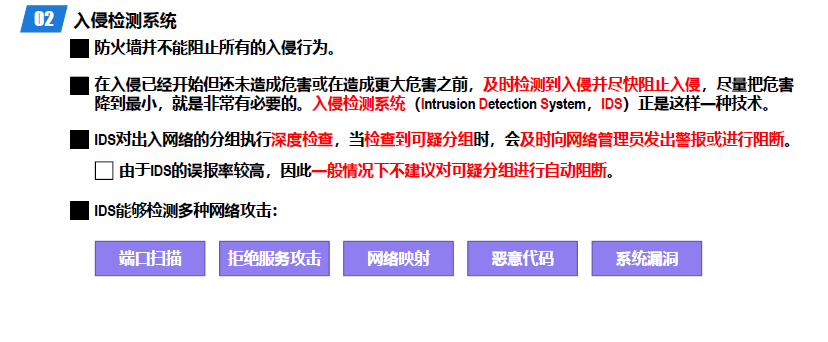 02 入侵检测系统
防火墙并不能阻止所有的入侵行为。
在入侵已经开始但还未造成危害或在造成更大危害之前，及时检测到入侵并尽快阻止入侵，尽量把危害
降到最小，就是非常有必要的。入侵检测系统（Intrusion Detection System，IDS）正是这样一种技术。
IDS对出入网络的分组执行深度检查，当检查到可疑分组时，会及时向网络管理员发出警报或进行阻断。
由于IDS的误报率较高，因此一般情况下不建议对可疑分组进行自动阻断。
IDS能够检测多种网络攻击：
端口扫描 拒绝服务攻击 网络映射 恶意代码 系统漏洞